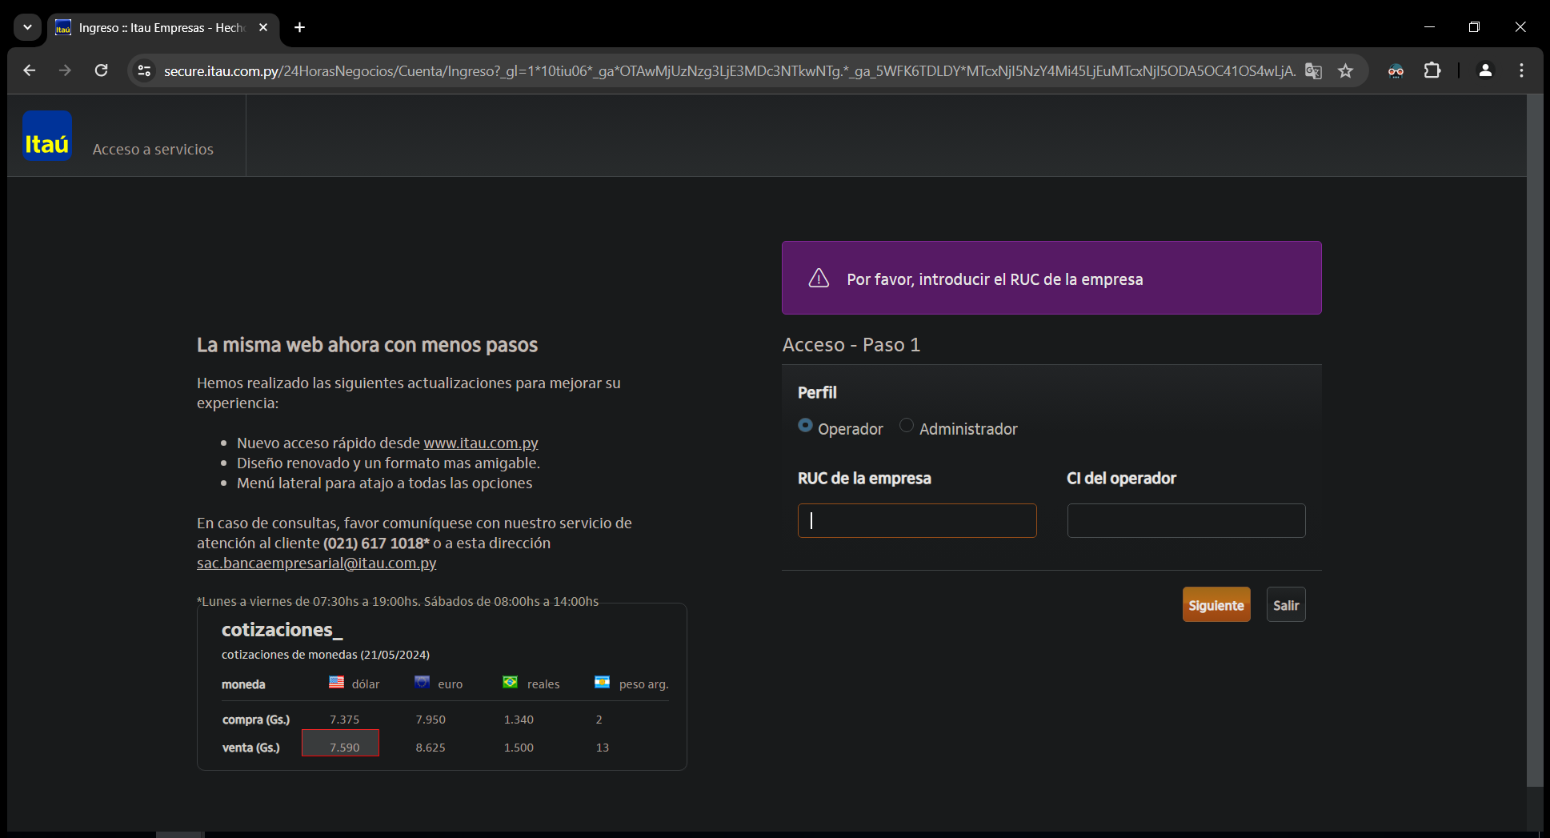 Ingreso :: Itau Empresas - Hech
secure.itau.com.py/24HorasNegocios/Cuenta/Ingreso?_gl=1*10tiu06*_ga*OTAwMjUzNzg3LjE3MDc3NTkwNTg.*_ga_5WFK6TDLDY*MTcxNjI5NzY4Mi45LjEuMTcxNjI5ODA5OC41OS4wLjA.
Itaú
Acceso a servicios
Por favor, introducir el RUC de la empresa
La misma web ahora con menos pasos
Hemos realizado las siguientes actualizaciones para mejorar su
experiencia:
Nuevo acceso rápido desde www.itau.com.py
Diseño renovado y un formato mas amigable.
Menú lateral para atajo a todas las opciones
En caso de consultas, favor comuníquese con nuestro servicio de
atención al cliente (021) 617 1018* o a esta dirección
sac.bancaempresarial@itau.com.py
*Lunes a viernes de 07:30hs a 19:00hs. Sábados de 08:00hs a 14:00hs
cotizaciones_
cotizaciones de monedas (21/05/2024)
moneda dólar euro reales peso arg.
compra (Gs.) 7.375 7.950 1.340 2
venta (Gs.) 7.590 8.625 1.500 13
Acceso - Paso 1
Perfil
Operador Administrador
RUC de la empresa CI del operador
Siguiente Salir